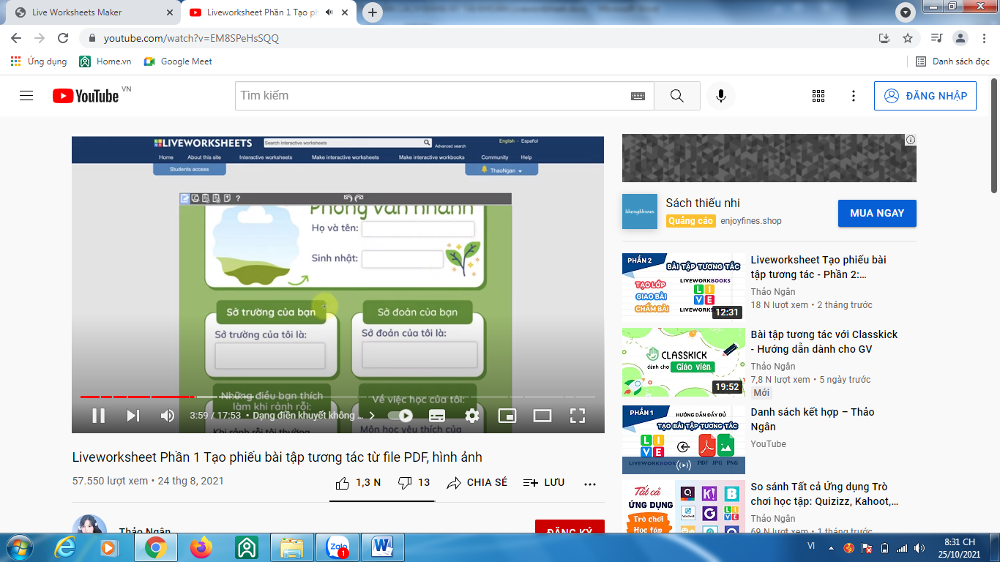 Live Worksheets Maker
Liveworksheet Phần 1 Tạo ph
youtube.com/watch?v=EM8SPeHsSQQ
Ứng dụng
Home.vn
Google Meet
Danh sách đọc
YouTube VN
Tìm kiếm
ĐĂNG NHẬP
LIVEWORKSHEETS
Search interactive worksheets
Advanced search
English - Español
Home
About this site
Interactive worksheets
Make interactive worksheets
Make interactive workbooks
Community
Help
Students access
ThaoNgan
Phỏng vấn nhanh
Họ và tên:
Sinh nhật:
Sở trường của bạn
Sở trường của tôi là:
Sở đoản của bạn
Sở đoản của tôi là:
Những điều bạn thích
làm khi rảnh rỗi:
Khi rảnh rỗi tôi thường
Về việc học của tôi:
Môn học yêu thích của
3:59 / 17:53 • Dạng điền khuyết không ...
Liveworksheet Phần 1 Tạo phiếu bài tập tương tác từ file PDF, hình ảnh
57.550 lượt xem • 24 thg 8, 2021
1,3 N
13
CHIA SẺ
LƯU
Thảo Ngân
ĐĂNG KÝ
Sách thiếu nhi
Quảng cáo
enjoyfines.shop
MUA NGAY
PHẦN 2
BÀI TẬP TƯƠNG TÁC
TẠO LỚP
GIAO BÀI
CHẤM BÀI
LIVEWORKBOOKS
LIVE
12:31
Liveworksheet Tạo phiếu bài
tập tương tác - Phần 2:...
Thảo Ngân
18 N lượt xem • 2 tháng trước
CLASSKICK
dành cho Giáo viên
19:52
Bài tập tương tác với Classkick
- Hướng dẫn dành cho GV
Thảo Ngân
7,8 N lượt xem • 5 ngày trước
Mới
PHẦN 1
HƯỚNG DẪN ĐẦY ĐỦ
TẠO BÀI TẬP TƯƠNG TÁC
LIVE
PDF JPG PNG
Danh sách kết hợp – Thảo
Ngân
YouTube
Tất cả
ỨNG DỤNG
Trò chơi
Học tập
So sánh Tất cả Ứng dụng Trò
chơi học tập: Quizizz, Kahoot,...
Thảo Ngân
69 N lượt xem • 1 tháng trước
Zalo
1
VI
8:31 CH
25/10/2021